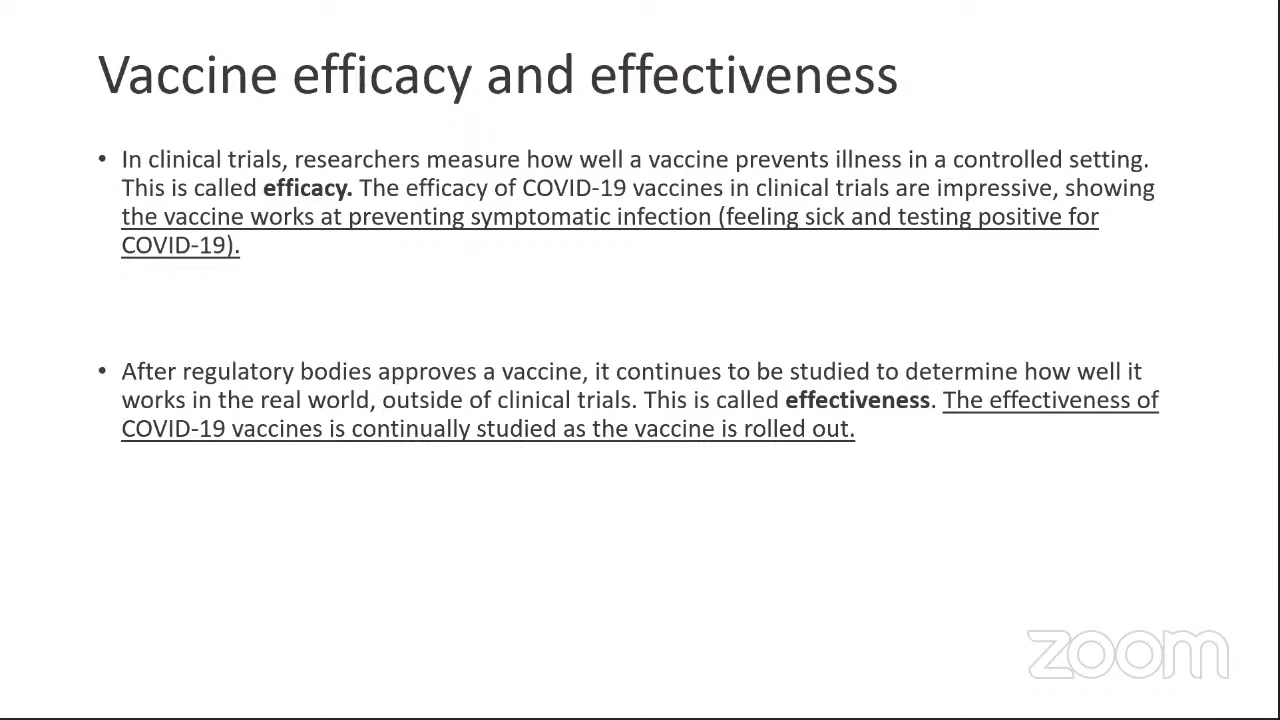 Vaccine efficacy and effectiveness
• In clinical trials, researchers measure how well a vaccine prevents illness in a controlled setting.
This is called efficacy. The efficacy of COVID-19 vaccines in clinical trials are impressive, showing
the vaccine works at preventing symptomatic infection (feeling sick and testing positive for
COVID-19).
• After regulatory bodies approves a vaccine, it continues to be studied to determine how well it
works in the real world, outside of clinical trials. This is called effectiveness. The effectiveness of
COVID-19 vaccines is continually studied as the vaccine is rolled out.
zoom